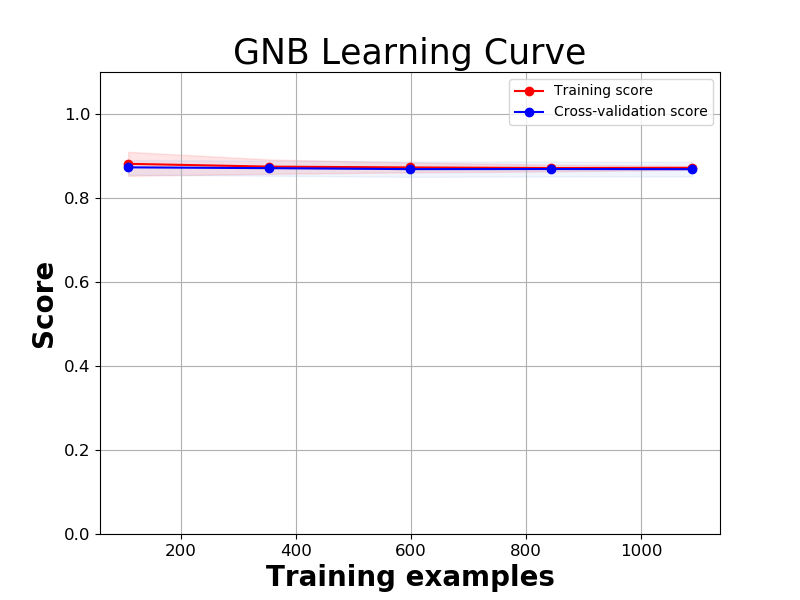 GNB Learning Curve
Training score
Cross-validation score
1.0
0.8
0.6
0.4
0.2
0.0
Score
200 400 600 800 1000
Training examples